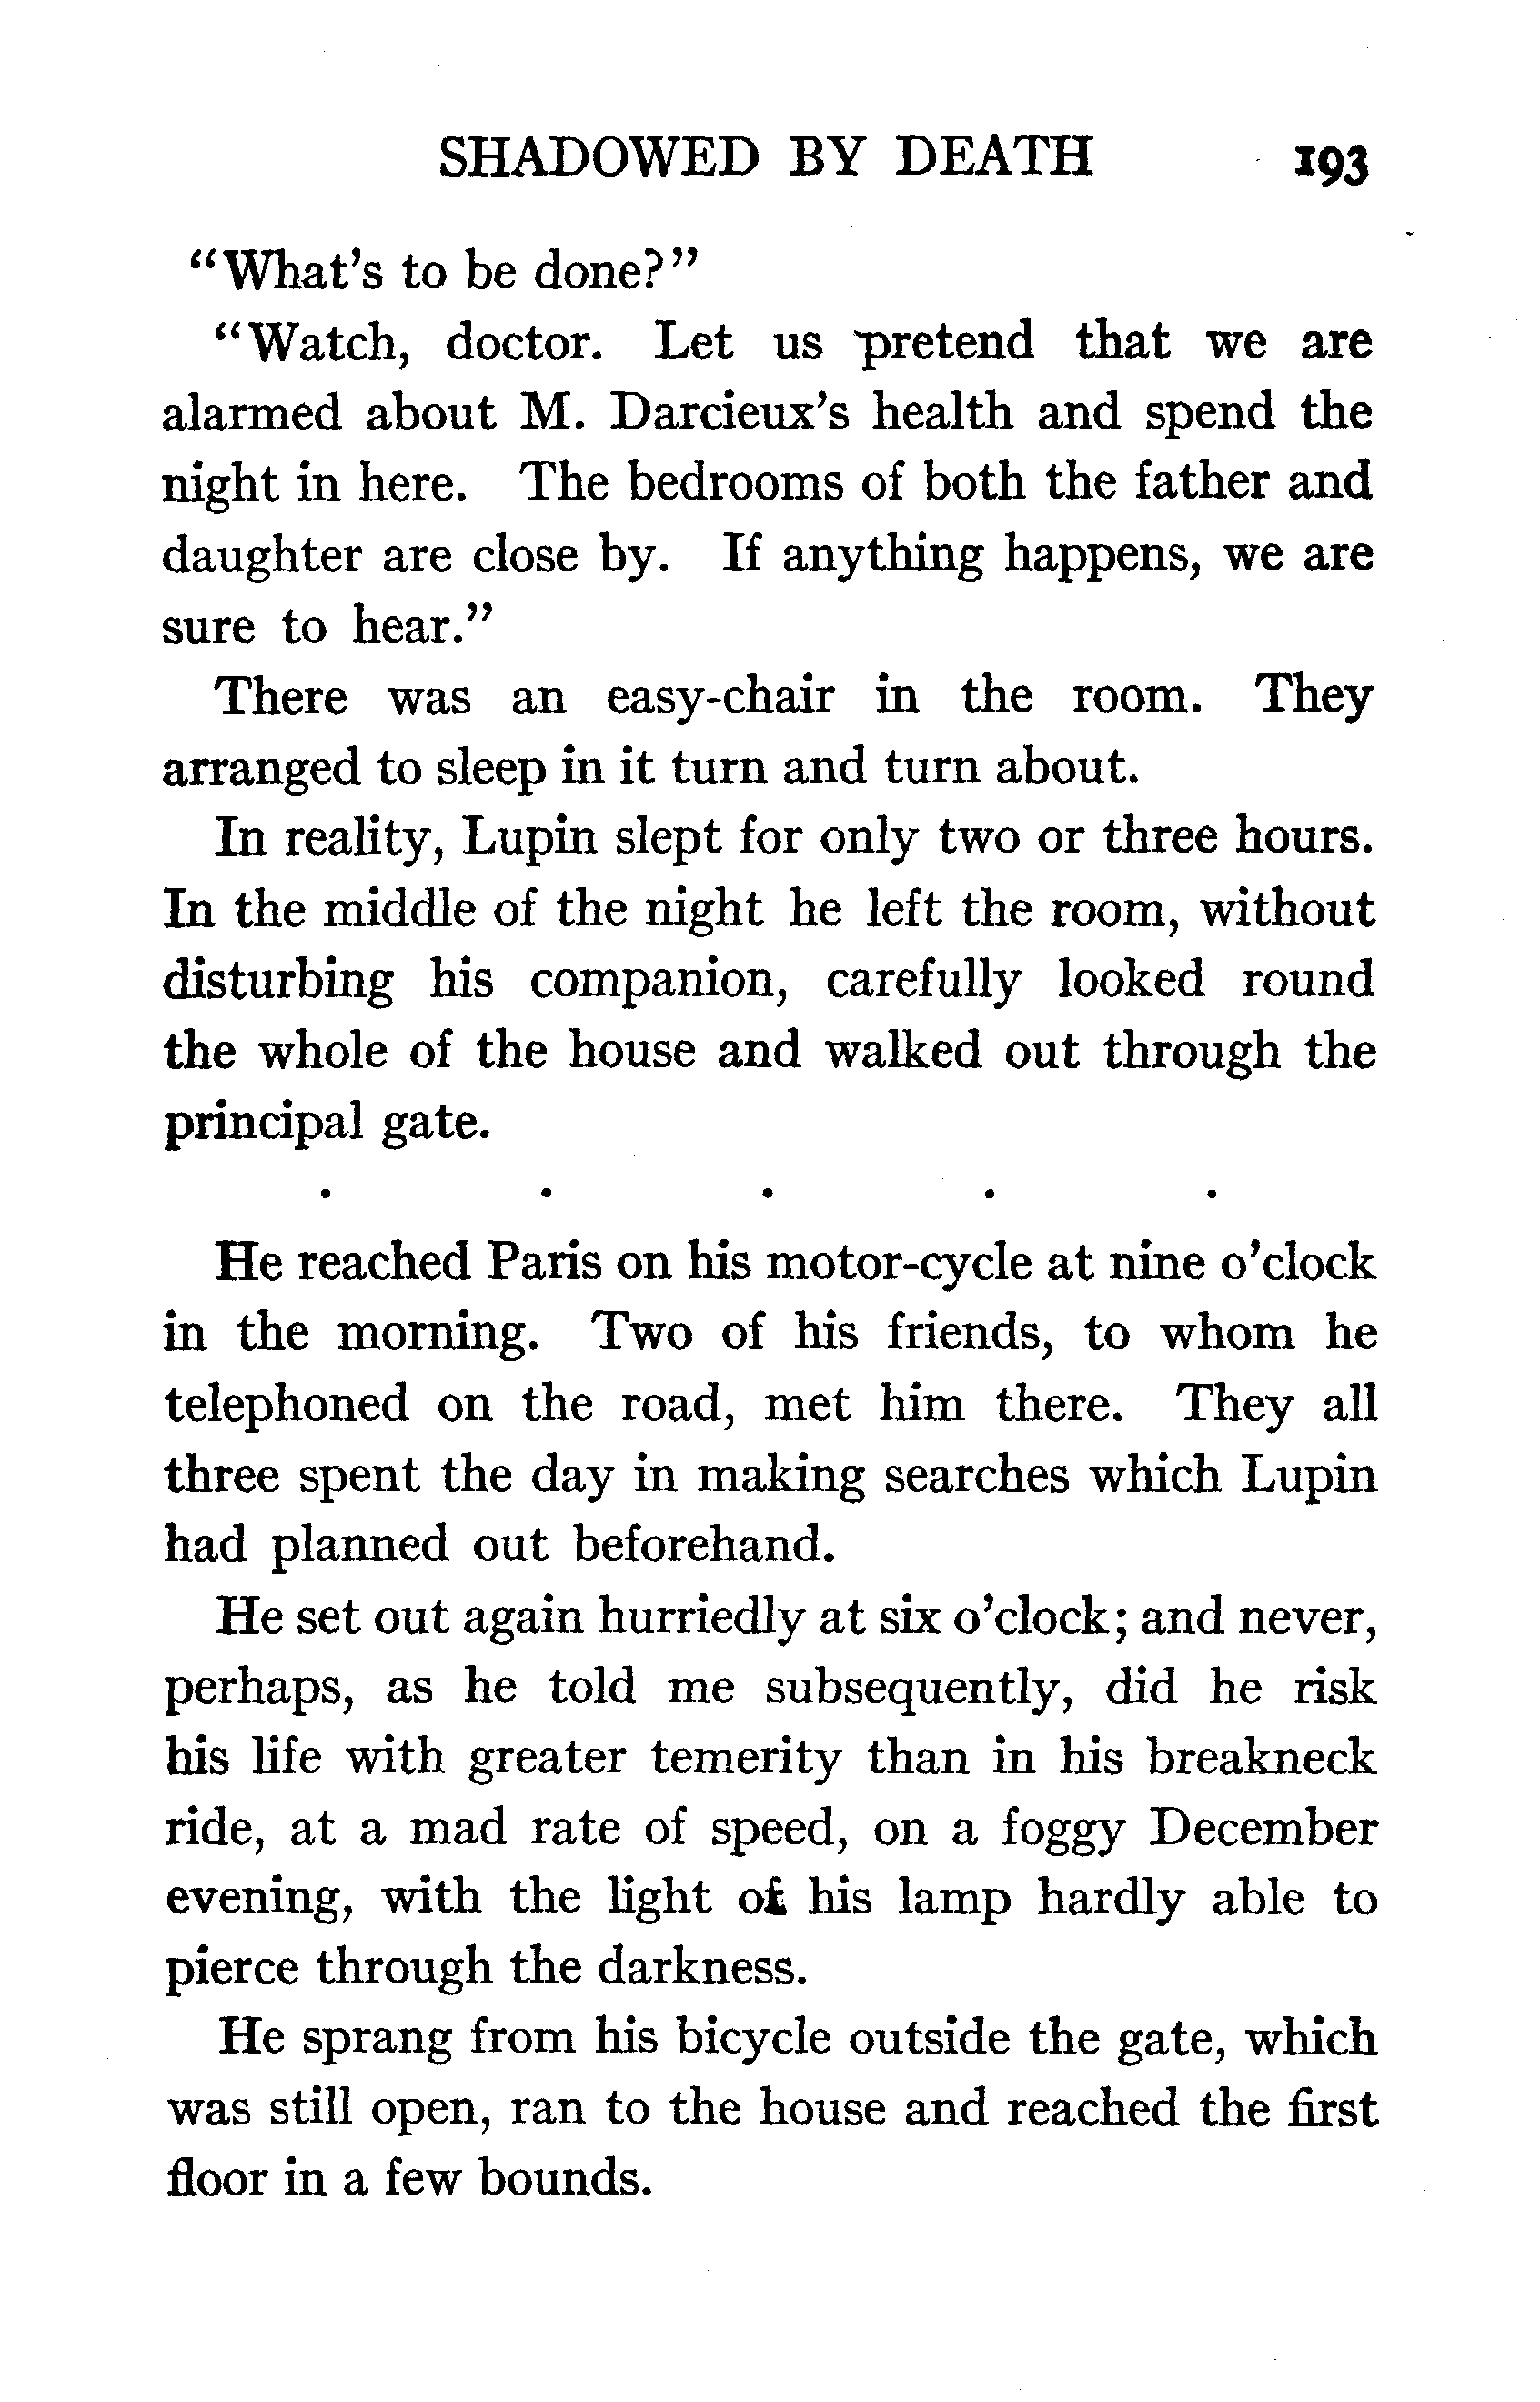 SHADOWED BY DEATH 193
"What's to be done?"
"Watch, doctor. Let us pretend that we are
alarmed about M. Darcieux's health and spend the
night in here. The bedrooms of both the father and
daughter are close by. If anything happens, we are
sure to hear."
There was an easy-chair in the room. They
arranged to sleep in it turn and turn about.
In reality, Lupin slept for only two or three hours.
In the middle of the night he left the room, without
disturbing his companion, carefully looked round
the whole of the house and walked out through the
principal gate.
. . . . .
He reached Paris on his motor-cycle at nine o'clock
in the morning. Two of his friends, to whom he
telephoned on the road, met him there. They all
three spent the day in making searches which Lupin
had planned out beforehand.
He set out again hurriedly at six o'clock; and never,
perhaps, as he told me subsequently, did he risk
his life with greater temerity than in his breakneck
ride, at a mad rate of speed, on a foggy December
evening, with the light of his lamp hardly able to
pierce through the darkness.
He sprang from his bicycle outside the gate, which
was still open, ran to the house and reached the first
floor in a few bounds.